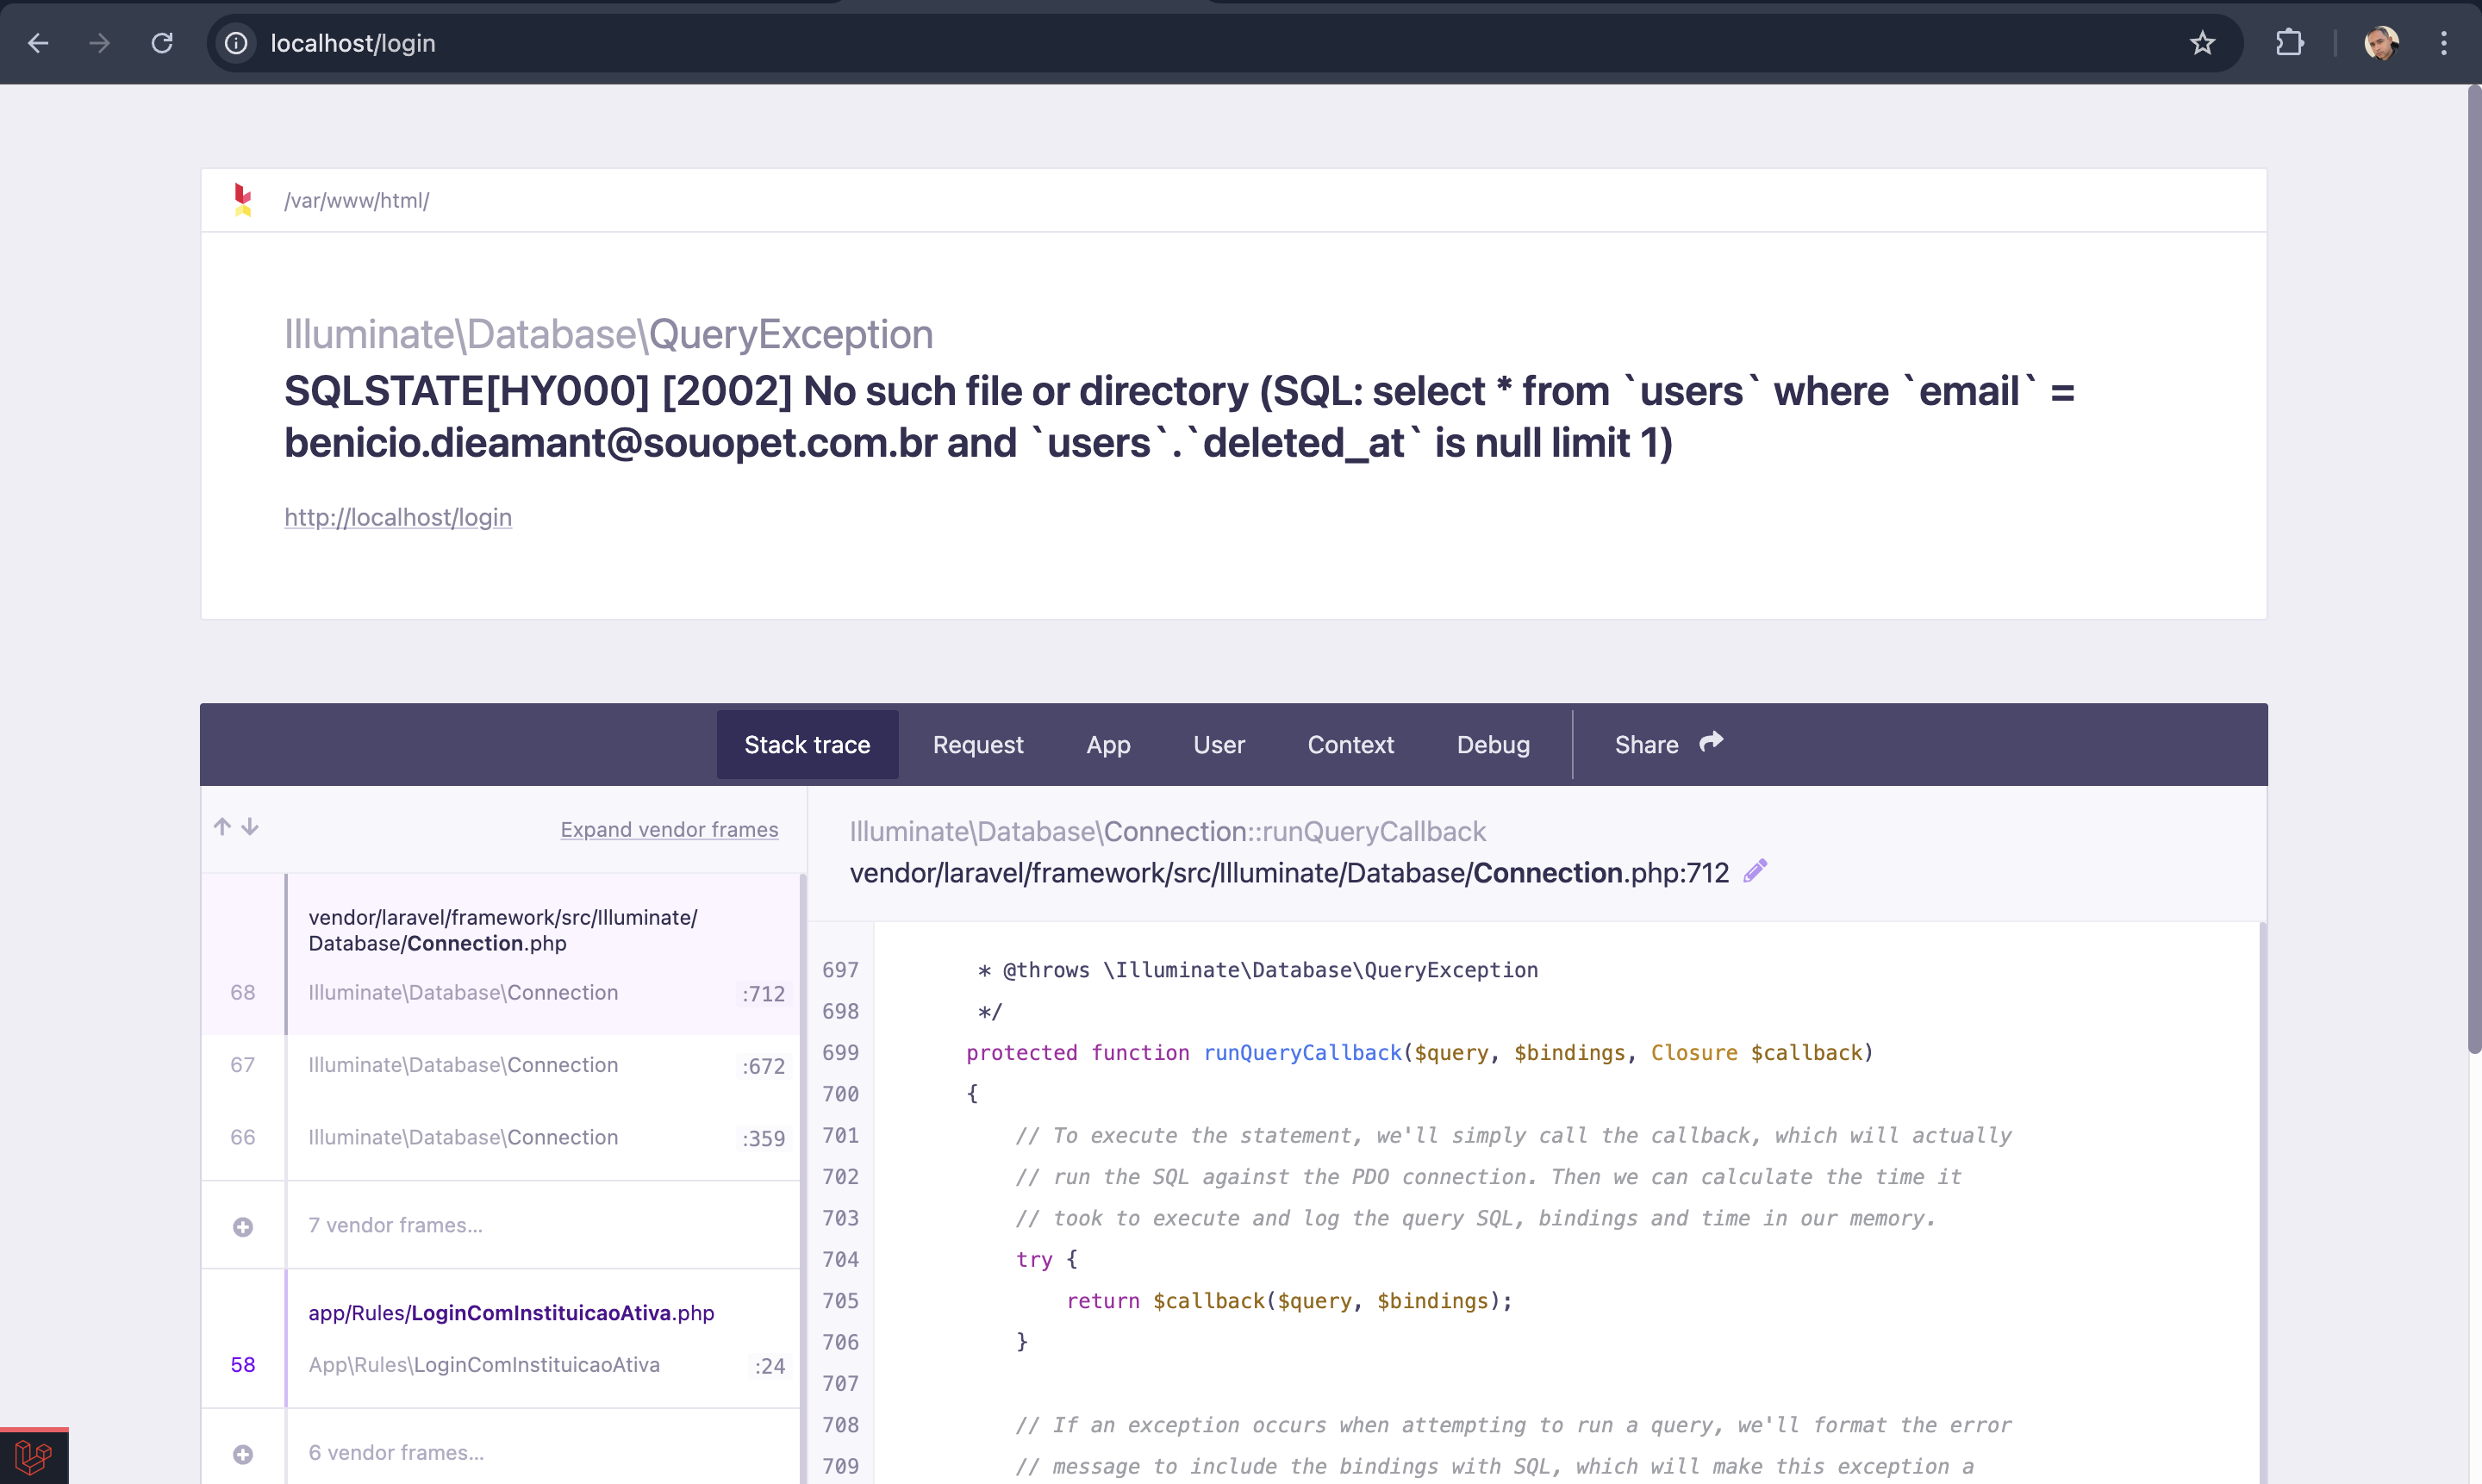 localhost/login
/var/www/html/
Illuminate\Database\QueryException
SQLSTATE[HY000] [2002] No such file or directory (SQL: select * from `users` where `email` =
benicio.dieamant@souopet.com.br and `users`.`deleted_at` is null limit 1)
http://localhost/login
Stack trace Request App User Context Debug Share
Expand vendor frames
vendor/laravel/framework/src/Illuminate/
Database/Connection.php
68 Illuminate\Database\Connection :712
67 Illuminate\Database\Connection :672
66 Illuminate\Database\Connection :359
7 vendor frames…
app/Rules/LoginComInstituicaoAtiva.php
58 App\Rules\LoginComInstituicaoAtiva :24
6 vendor frames…
Illuminate\Database\Connection::runQueryCallback
vendor/laravel/framework/src/Illuminate/Database/Connection.php:712
697 * @throws \Illuminate\Database\QueryException
698 */
699 protected function runQueryCallback($query, $bindings, Closure $callback)
700 {
701 // To execute the statement, we'll simply call the callback, which will actually
702 // run the SQL against the PDO connection. Then we can calculate the time it
703 // took to execute and log the query SQL, bindings and time in our memory.
704 try {
705 return $callback($query, $bindings);
706 }
707
708 // If an exception occurs when attempting to run a query, we'll format the error
709 // message to include the bindings with SQL, which will make this exception a